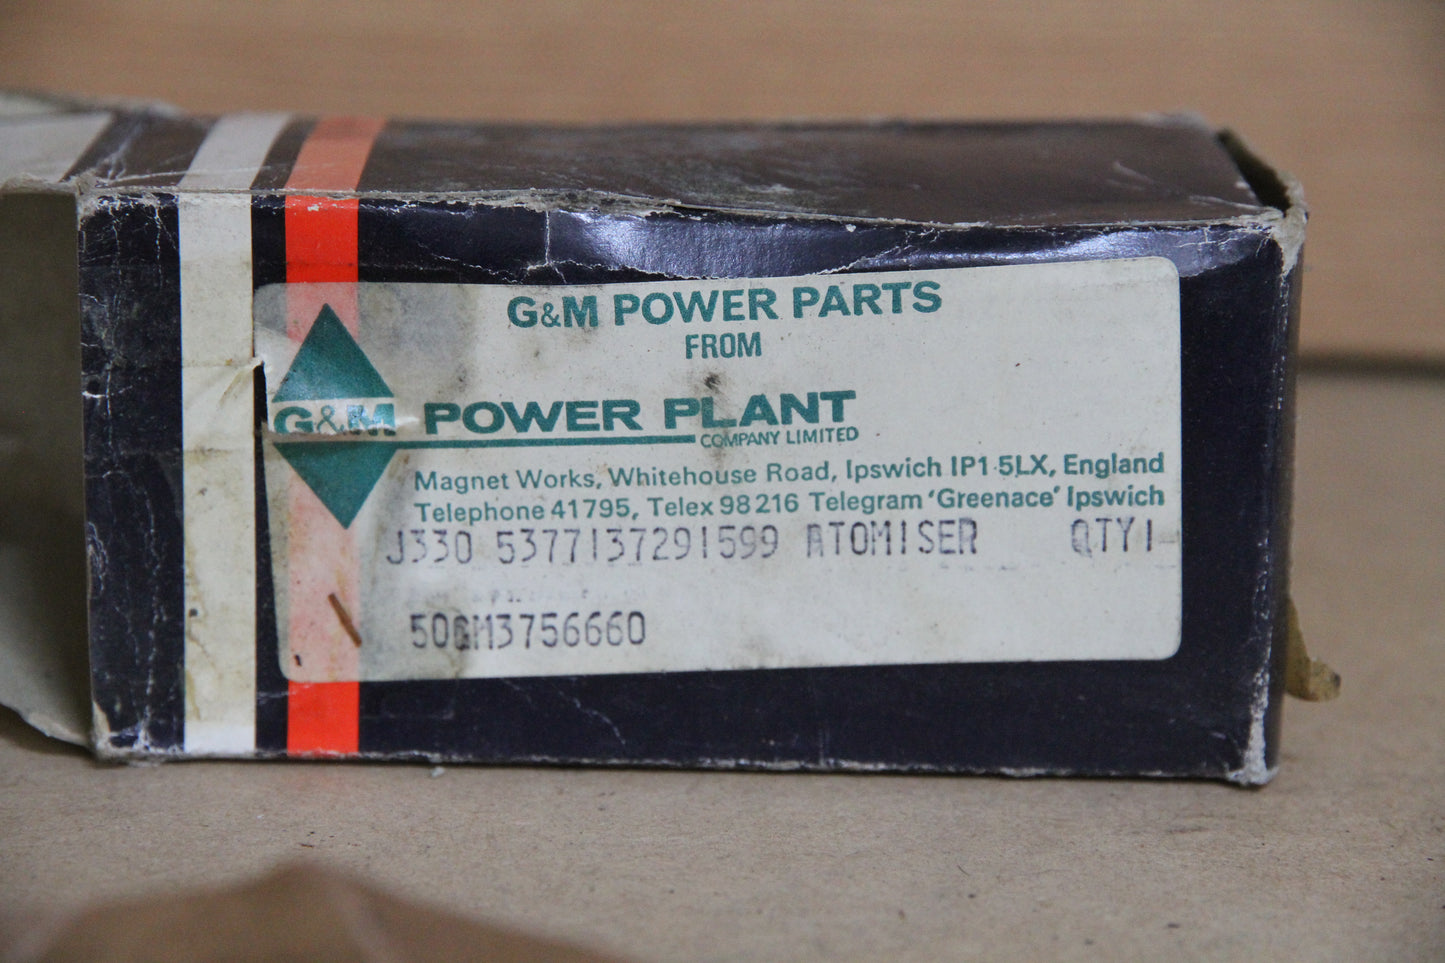 G&M POWER PARTS
FROM
G&M POWER PLANT
COMPANY LIMITED
Magnet Works, Whitehouse Road, Ipswich IP1 5LX, England
Telephone 41795, Telex 98216 Telegram 'Greenace' Ipswich
J330 5377137291599 ATOMISER QTY1
50GM3756660